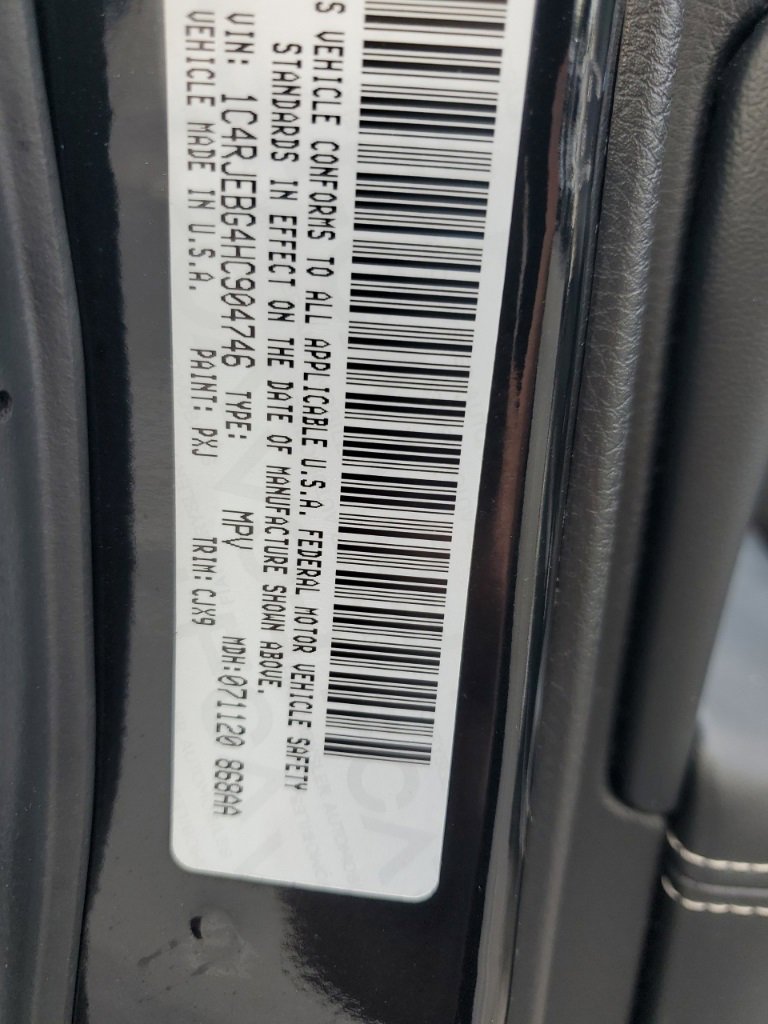 S VEHICLE CONFORMS TO ALL APPLICABLE U.S.A. FEDERAL MOTOR VEHICLE SAFETY
STANDARDS IN EFFECT ON THE DATE OF MANUFACTURE SHOWN ABOVE.
VIN: 1C4RJEBG4HC904746 TYPE: MPV MDH:071120 868AA
VEHICLE MADE IN U.S.A. PAINT: PXJ TRIM:CJX9